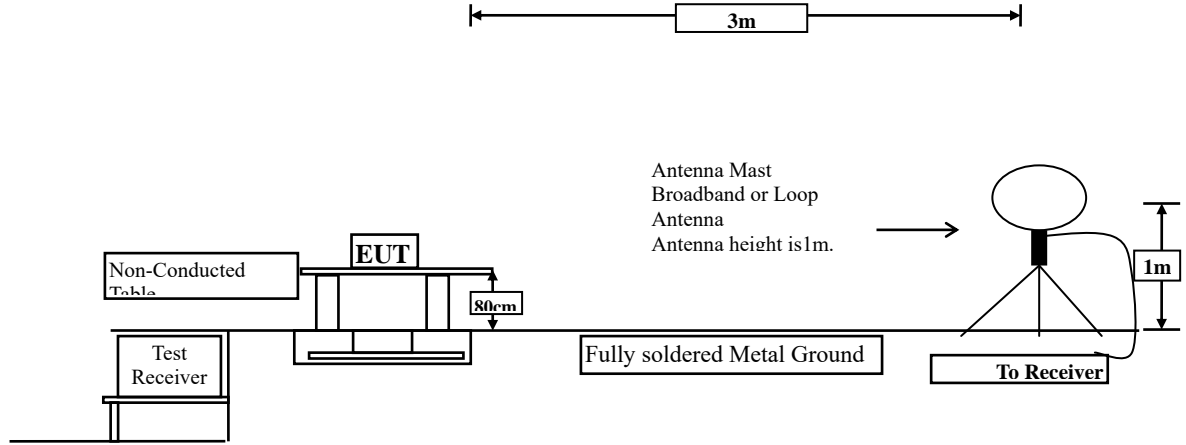 3m
Antenna Mast
Broadband or Loop
Antenna
Antenna height is1m.
EUT
Non-Conducted
Table
80cm
1m
Test
Receiver
Fully soldered Metal Ground
To Receiver